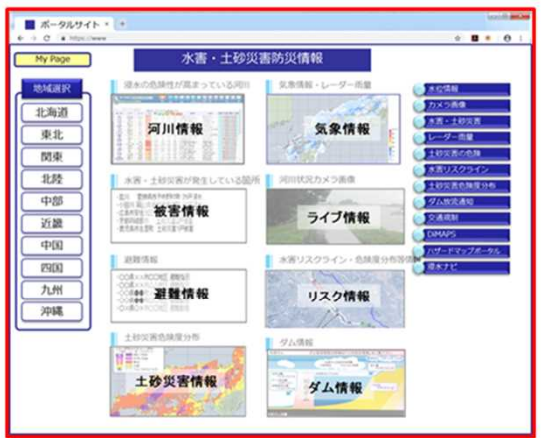 ポータルサイト
https://www
My Page
水害・土砂災害防災情報
地域選択
北海道
東北
関東
北陸
中部
近畿
中国
四国
九州
沖縄
浸水の危険性が高まっている河川
河川情報
気象情報・レーダー雨量
気象情報
水害・土砂災害が発生している箇所
被害情報
河川状況カメラ画像
ライブ情報
避難情報
避難情報
水害リスクライン・危険度分布等情報
リスク情報
土砂災害危険度分布
土砂災害情報
ダム情報
ダム情報
水位情報
カメラ画像
水害・土砂災害
レーダー雨量
土砂災害の危険
水害リスクライン
土砂災害危険度分布
ダム放流通知
交通規制
DiMAPS
ハザードマップポータル
浸水ナビ